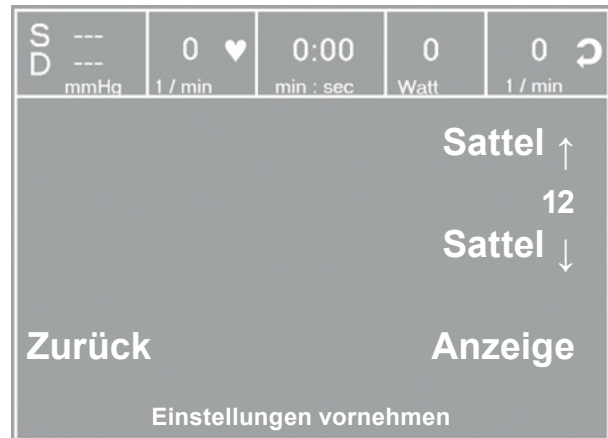 S --- 0 ♥ 0:00 0 0
D ---
mmHg 1 / min min : sec Watt 1 / min
Sattel ↑
12
Sattel ↓
Zurück Anzeige
Einstellungen vornehmen